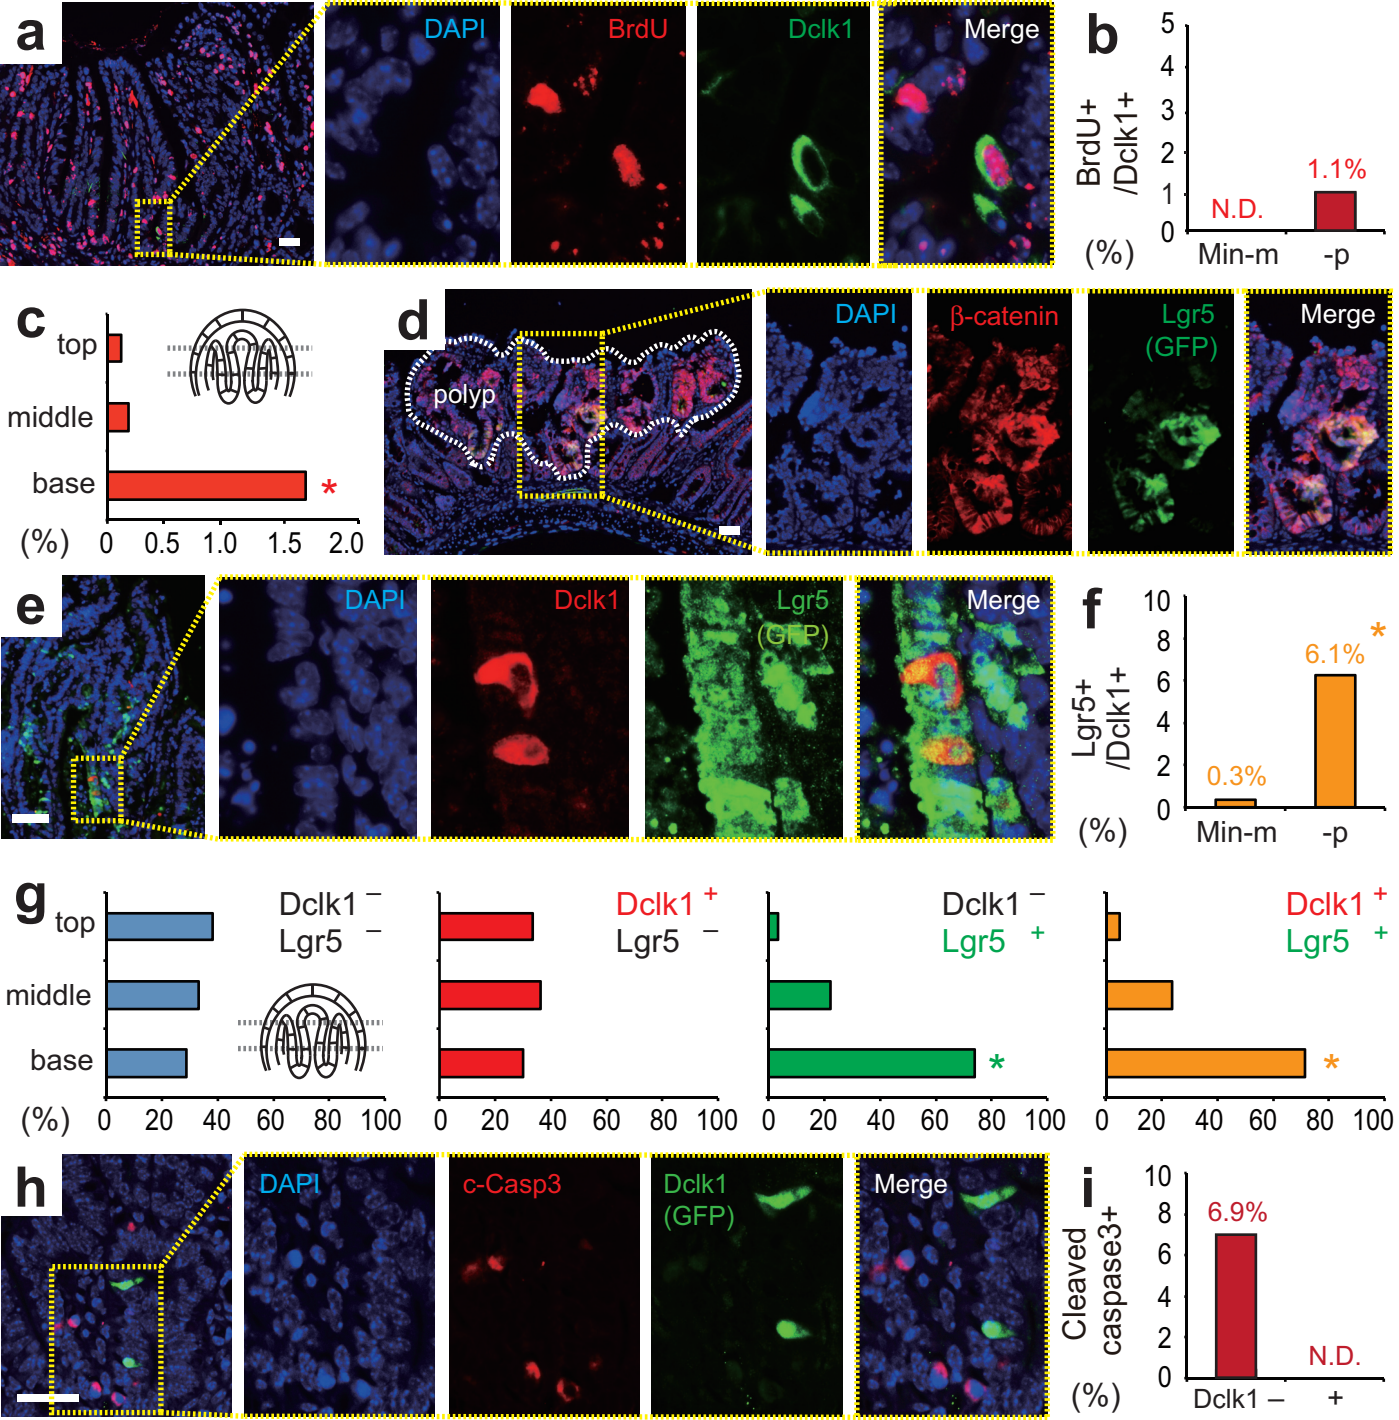 a
DAPI
BrdU
Dclk1
Merge
b
BrdU+
/Dclk1+
5
4
3
2
1
0
1.1%
N.D.
(%)
Min-m
-p
c
top
middle
base
*
(%)
0
0.5
1.0
1.5
2.0
d
polyp
DAPI
β-catenin
Lgr5
(GFP)
Merge
e
DAPI
Dclk1
Lgr5
(GFP)
Merge
f
Lgr5+
/Dclk1+
10
8
6
4
2
0
*
6.1%
0.3%
(%)
Min-m
-p
g
top
middle
base
(%)
Dclk1 –
Lgr5 –
0 20 40 60 80 100
Dclk1 +
Lgr5 –
0 20 40 60 80 100
Dclk1 –
Lgr5 +
*
0 20 40 60 80 100
Dclk1 +
Lgr5 +
*
0 20 40 60 80 100
h
DAPI
c-Casp3
Dclk1
(GFP)
Merge
i
Cleaved
caspase3+
10
8
6
4
2
0
6.9%
N.D.
(%)
Dclk1 – +